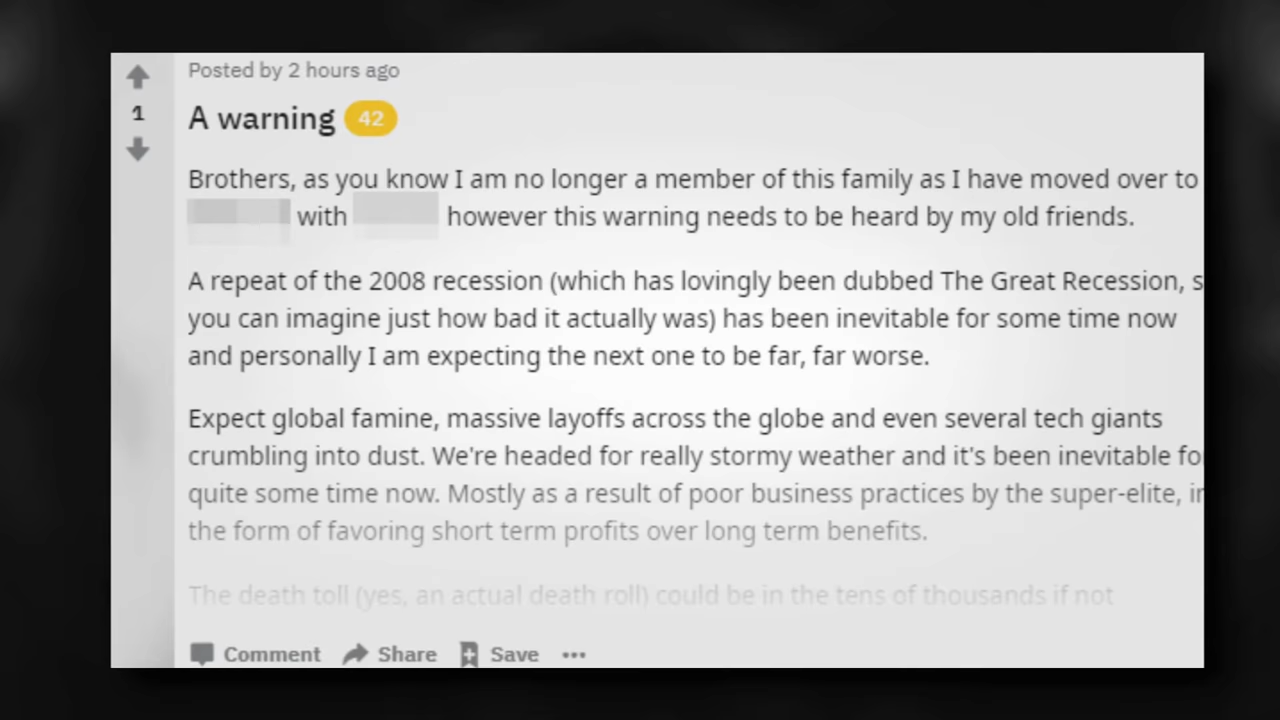 Posted by 2 hours ago
1
A warning 42
Brothers, as you know I am no longer a member of this family as I have moved over to
with however this warning needs to be heard by my old friends.
A repeat of the 2008 recession (which has lovingly been dubbed The Great Recession, s
you can imagine just how bad it actually was) has been inevitable for some time now
and personally I am expecting the next one to be far, far worse.
Expect global famine, massive layoffs across the globe and even several tech giants
crumbling into dust. We're headed for really stormy weather and it's been inevitable fo
quite some time now. Mostly as a result of poor business practices by the super-elite, in
the form of favoring short term profits over long term benefits.
The death toll (yes, an actual death roll) could be in the tens of thousands if not
Comment Share Save